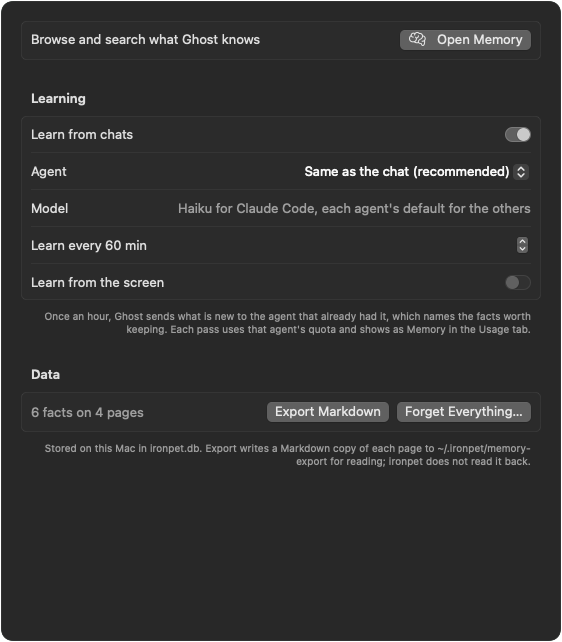 Browse and search what Ghost knows
Open Memory
Learning
Learn from chats
Agent
Same as the chat (recommended)
Model
Haiku for Claude Code, each agent's default for the others
Learn every 60 min
Learn from the screen
Once an hour, Ghost sends what is new to the agent that already had it, which names the facts worth
keeping. Each pass uses that agent's quota and shows as Memory in the Usage tab.
Data
6 facts on 4 pages
Export Markdown
Forget Everything...
Stored on this Mac in ironpet.db. Export writes a Markdown copy of each page to ~/.ironpet/memory-
export for reading; ironpet does not read it back.